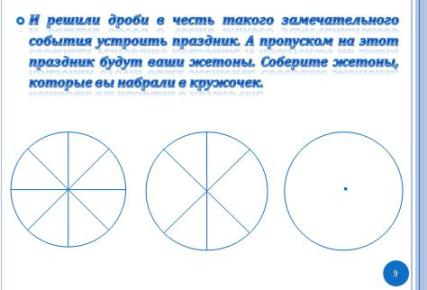 И решили дроби в честь такого замечательного
события устроить праздник. А пропуском на этот
праздник будут ваши жетоны. Соберите жетоны,
которые вы набрали в кружочек.
9